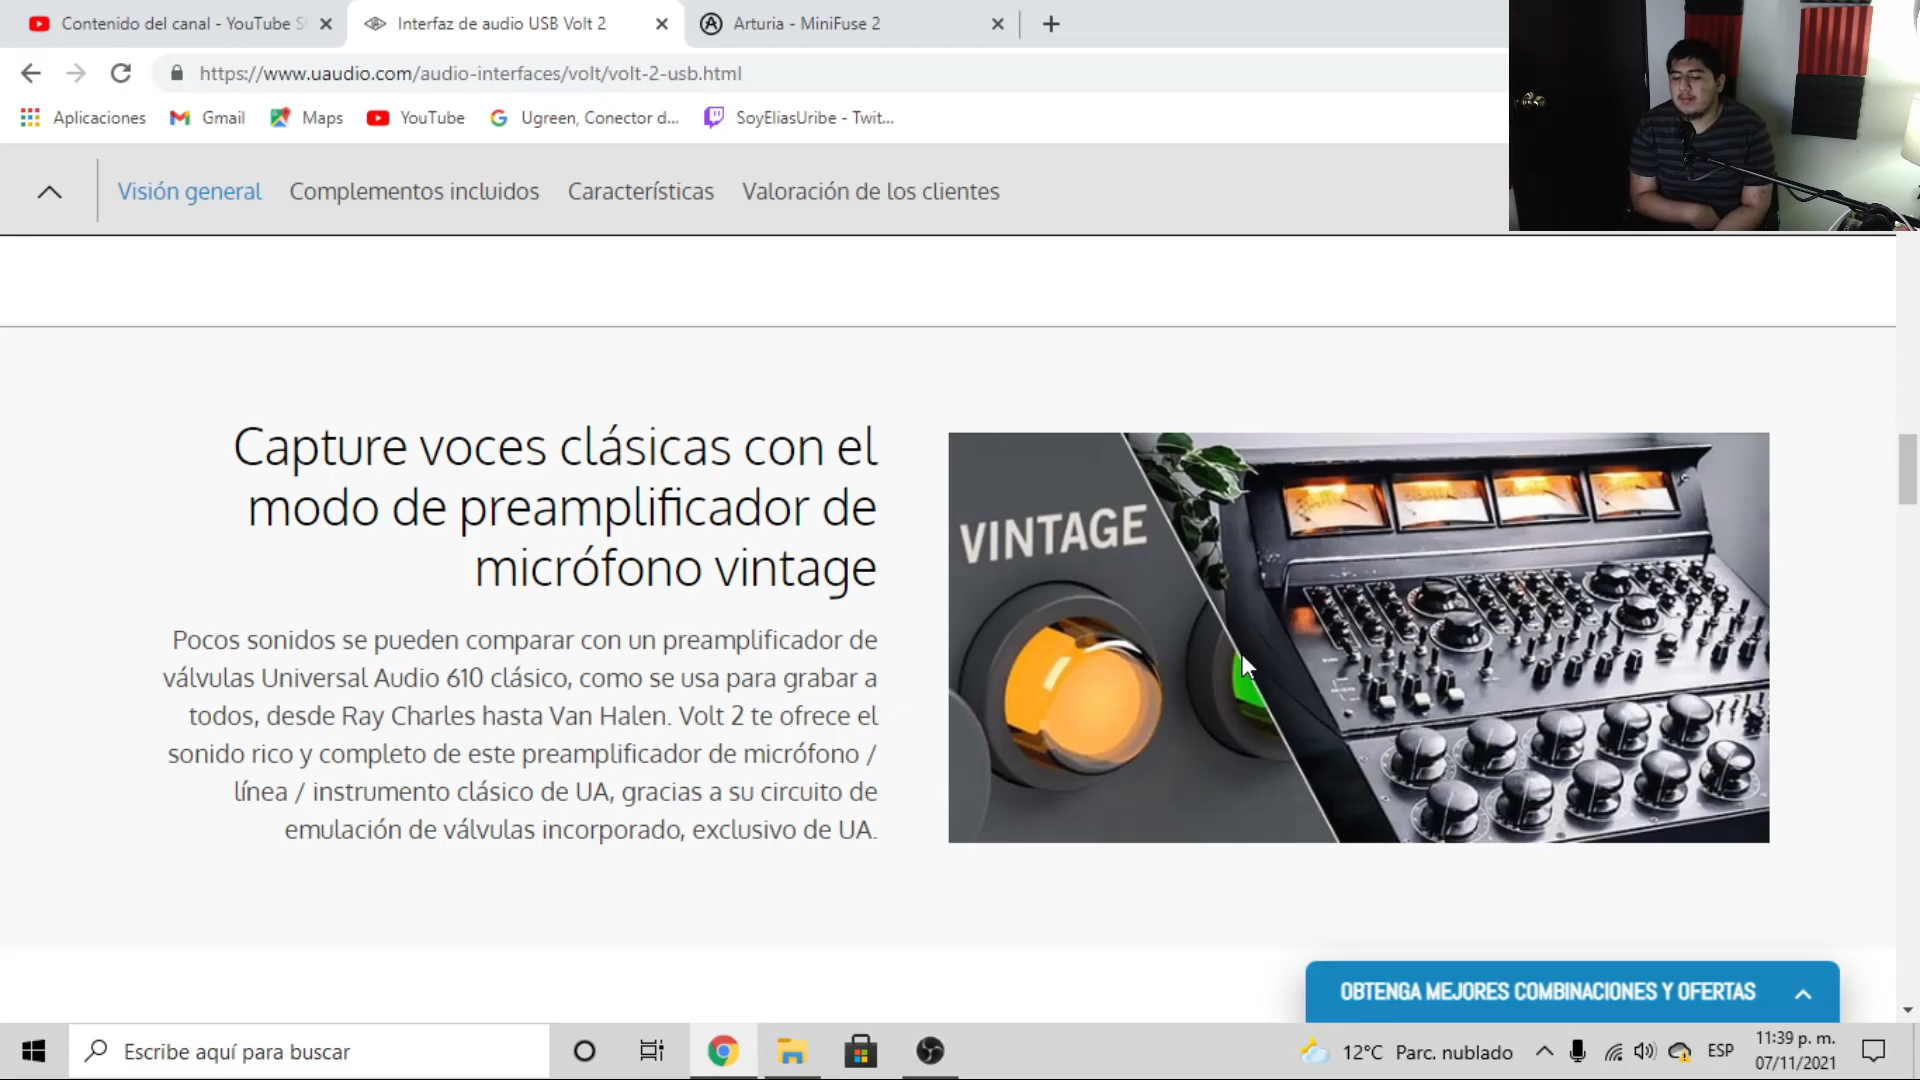 Contenido del canal - YouTube S
Interfaz de audio USB Volt 2
Arturia - MiniFuse 2
https://www.uaudio.com/audio-interfaces/volt/volt-2-usb.html
Aplicaciones
Gmail
Maps
YouTube
Ugreen, Conector d...
SoyEliasUribe - Twit...
Visión general
Complementos incluidos
Características
Valoración de los clientes
Capture voces clásicas con el
modo de preamplificador de
micrófono vintage
Pocos sonidos se pueden comparar con un preamplificador de
válvulas Universal Audio 610 clásico, como se usa para grabar a
todos, desde Ray Charles hasta Van Halen. Volt 2 te ofrece el
sonido rico y completo de este preamplificador de micrófono /
línea / instrumento clásico de UA, gracias a su circuito de
emulación de válvulas incorporado, exclusivo de UA.
VINTAGE
OBTENGA MEJORES COMBINACIONES Y OFERTAS
Escribe aquí para buscar
12°C Parc. nublado
ESP
11:39 p. m.
07/11/2021